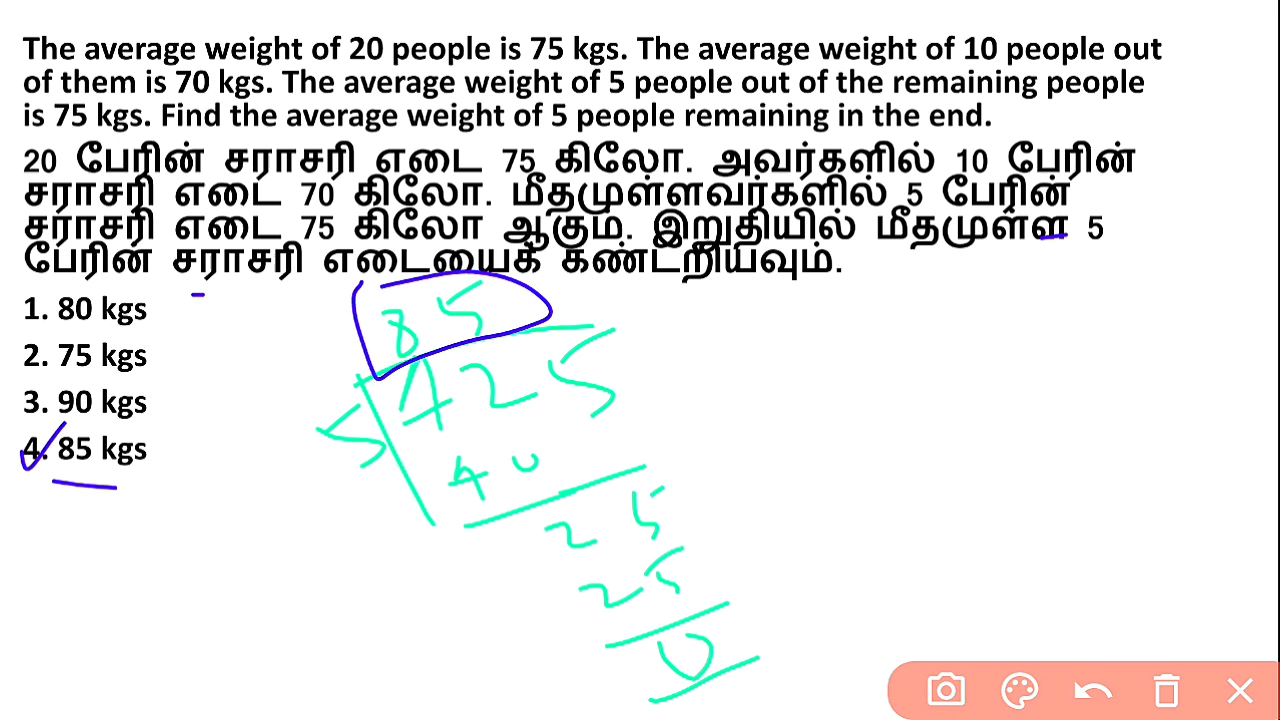 The average weight of 20 people is 75 kgs. The average weight of 10 people out
of them is 70 kgs. The average weight of 5 people out of the remaining people
is 75 kgs. Find the average weight of 5 people remaining in the end.
20 பேரின் சராசரி எடை 75 கிலோ. அவர்களில் 10 பேரின்
சராசரி எடை 70 கிலோ. மீதமுள்ளவர்களில் 5 பேரின்
சராசரி எடை 75 கிலோ ஆகும். இறுதியில் மீதமுள்ள 5
பேரின் சராசரி எடையைக் கண்டறியவும்.
1. 80 kgs
2. 75 kgs
3. 90 kgs
4. 85 kgs
85
5 425
40
25
25
0